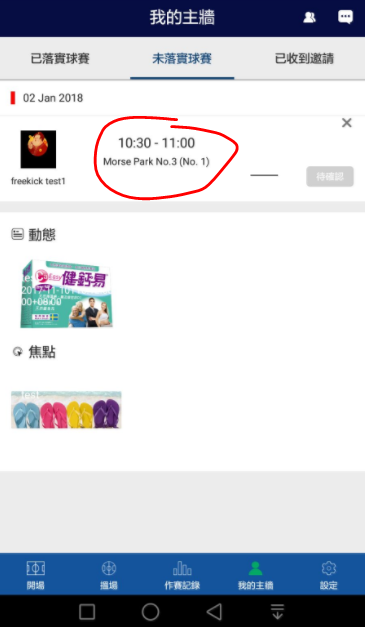 我的主牆
已落實球賽
未落實球賽
已收到邀請
02 Jan 2018
10:30 - 11:00
Morse Park No.3 (No. 1)
freekick test1
待確認
動態
Easy
健鈣易
焦點
test
開場
搵場
作賽記錄
我的主牆
設定